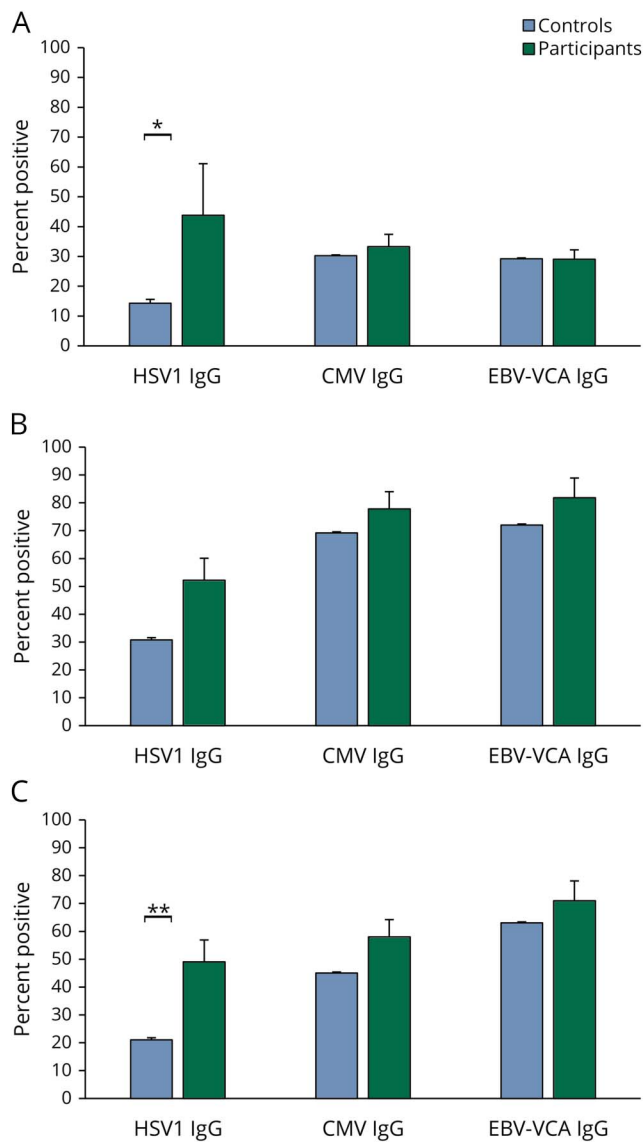 A
Controls
Participants
Percent positive
100
90
80
70
60
50
40
30
20
10
0
*
HSV1 IgG
CMV IgG
EBV-VCA IgG
B
Percent positive
100
90
80
70
60
50
40
30
20
10
0
HSV1 IgG
CMV IgG
EBV-VCA IgG
C
Percent positive
100
90
80
70
60
50
40
30
20
10
0
**
HSV1 IgG
CMV IgG
EBV-VCA IgG